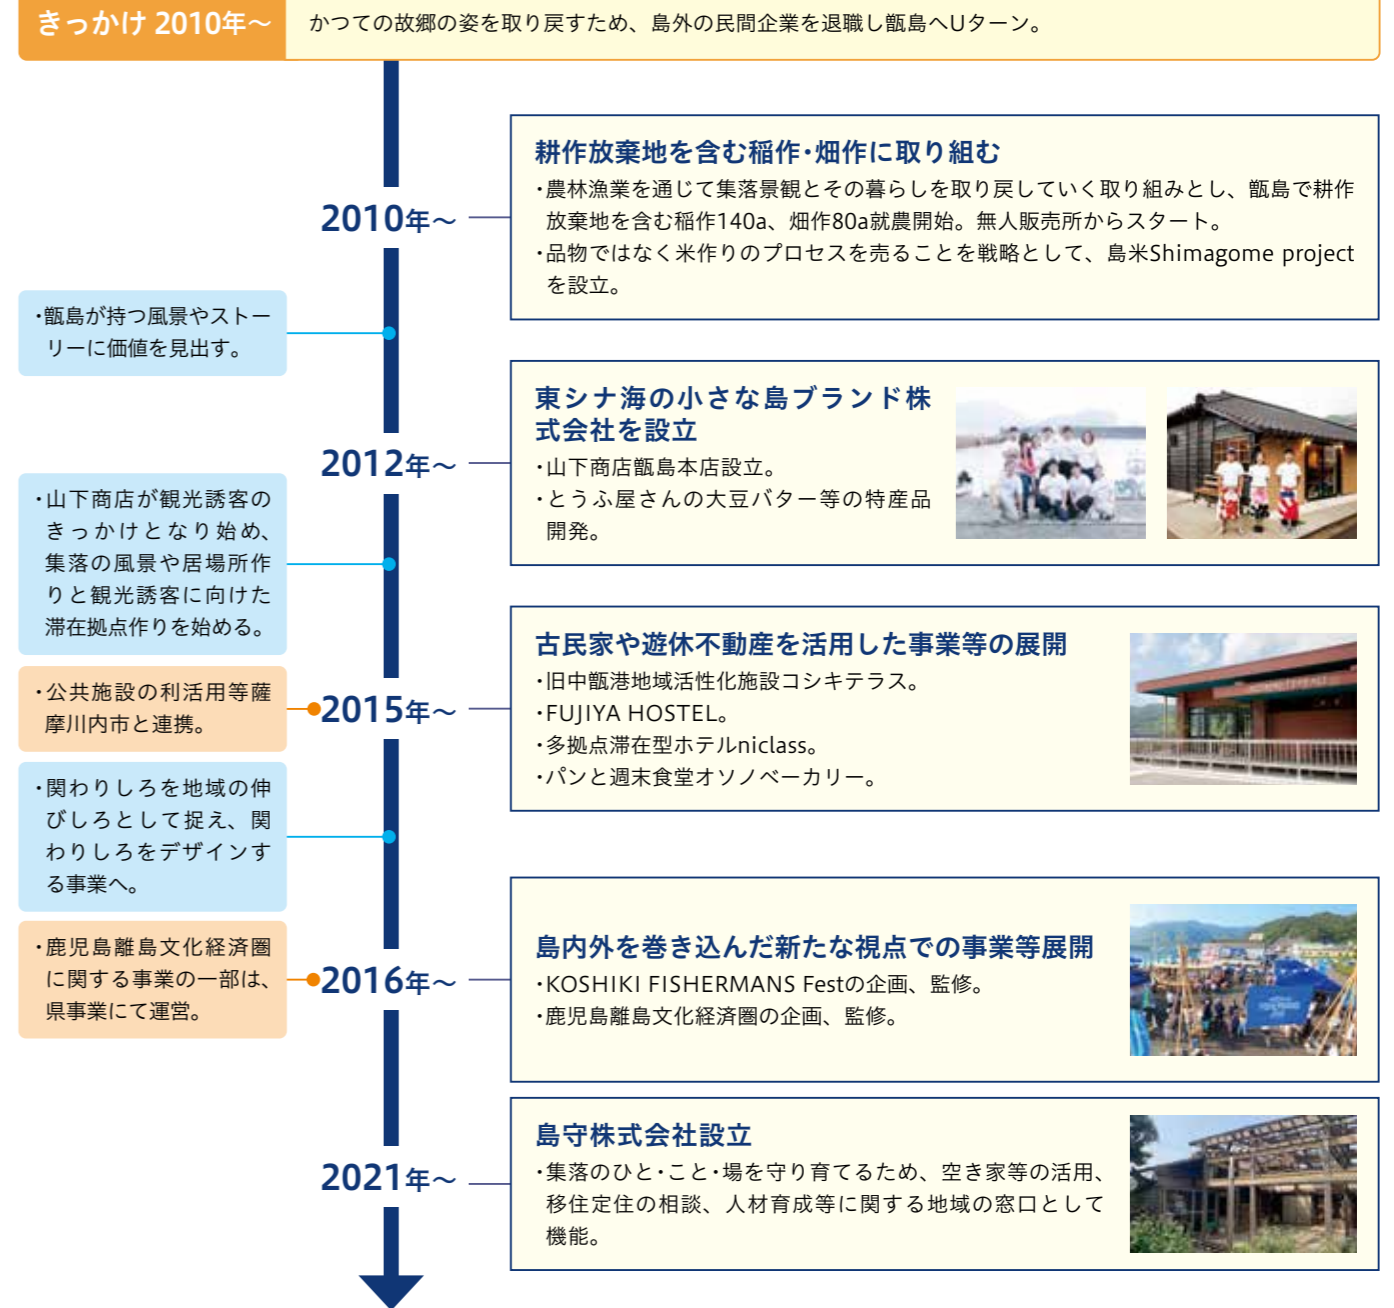 きっかけ 2010年～
かつての故郷の姿を取り戻すため、島外の民間企業を退職し甑島へUターン。
2010年～
耕作放棄地を含む稲作・畑作に取り組む
・農林漁業を通じて集落景観とその暮らしを取り戻していく取り組みとし、甑島で耕作
放棄地を含む稲作140a、畑作80a就農開始。無人販売所からスタート。
・品物ではなく米作りのプロセスを売ることを戦略として、島米Shimagome project
を設立。
・甑島が持つ風景やストー
リーに価値を見出す。
2012年～
東シナ海の小さな島ブランド株
式会社を設立
・山下商店甑島本店設立。
・とうふ屋さんの大豆バター等の特産品
開発。
・山下商店が観光誘客の
きっかけとなり始め、
集落の風景や居場所作
りと観光誘客に向けた
滞在拠点作りを始める。
・公共施設の利活用等薩
摩川内市と連携。
2015年～
古民家や遊休不動産を活用した事業等の展開
・旧中甑港地域活性化施設コシキテラス。
・FUJIYA HOSTEL。
・多拠点滞在型ホテルniclass。
・パンと週末食堂オソノベーカリー。
・関わりしろを地域の伸
びしろとして捉え、関
わりしろをデザインす
る事業へ。
・鹿児島離島文化経済圏
に関する事業の一部は、
県事業にて運営。
2016年～
島内外を巻き込んだ新たな視点での事業等展開
・KOSHIKI FISHERMANS Festの企画、監修。
・鹿児島離島文化経済圏の企画、監修。
2021年～
島守株式会社設立
・集落のひと・こと・場を守り育てるため、空き家等の活用、
移住定住の相談、人材育成等に関する地域の窓口として
機能。